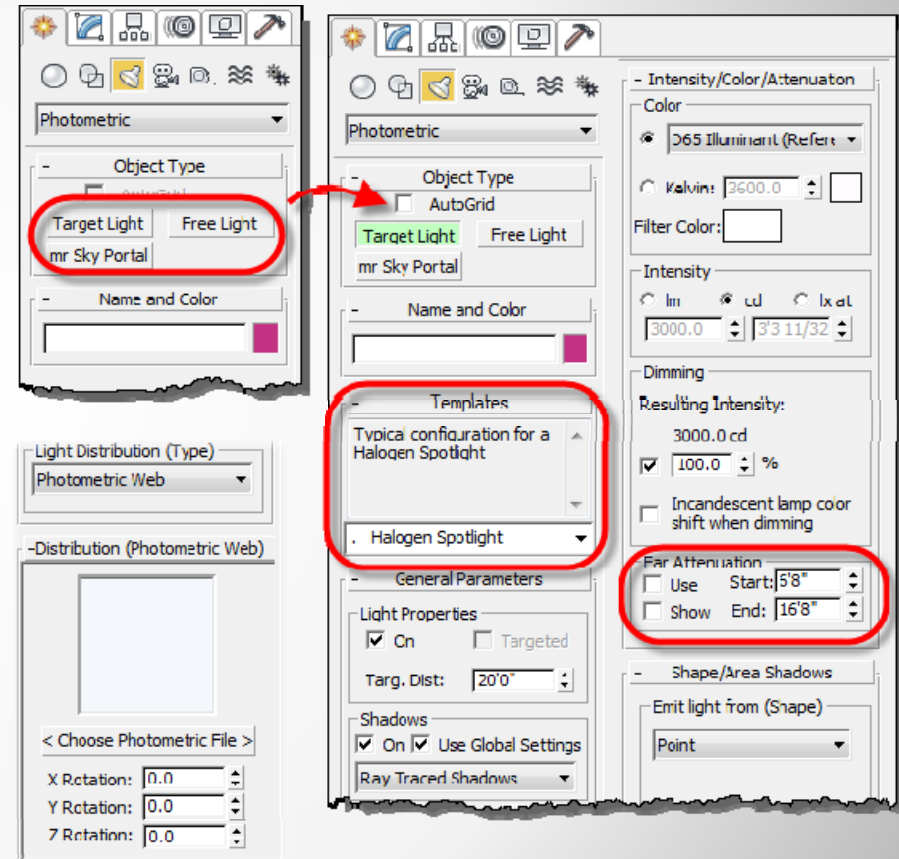 Photometric
- Object Type
Target Light Free Light
mr Sky Portal
- Name and Color
Light Distribution (Type)
Photometric Web
-Distribution (Photometric Web)
< Choose Photometric File >
X Rotation: 0.0
Y Rotation: 0.0
Z Rotation: 0.0
Photometric
- Object Type
AutoGrid
Target Light Free Light
mr Sky Portal
- Name and Color
- Templates
Typical configuration for a
Halogen Spotlight
. Halogen Spotlight
- General Parameters
Light Properties
On Targeted
Targ. Dist: 20'0"
Shadows
On Use Global Settings
Ray Traced Shadows
- Intensity/Color/Attenuaton
Color
D65 Illuminant (Refere
Kelvin: 3600.0
Filter Color:
Intensity
lm cd lx at
3000.0 3'3 11/32
Dimming
Resulting Intensity:
3000.0 cd
100.0 %
Incandescent lamp color
shift when dimming
Far Attenuation
Use Start:
Show End: 16'8"
- Shape/Area Shadows
Emit light from (Shape)
Point